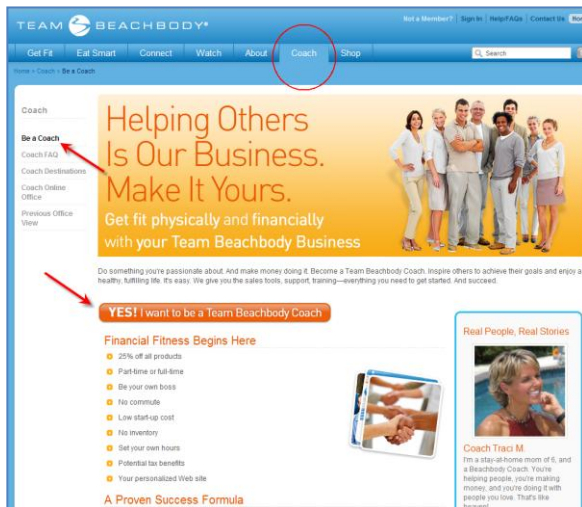 TEAM BEACHBODY®
Not a Member? Sign In Help/FAQs Contact Us
Get Fit Eat Smart Connect Watch About Coach Shop
Search
Home > Coach > Be a Coach
Coach
Be a Coach
Coach FAQ
Coach Destinations
Coach Online
Office
Previous Office
View
Helping Others
Is Our Business.
Make It Yours.
Get fit physically and financially
with your Team Beachbody Business
Do something you're passionate about. And make money doing it. Become a Team Beachbody Coach. Inspire others to achieve their goals and enjoy a
healthy, fulfilling life. It's easy. We give you the sales tools, support, training—everything you need to get started. And succeed.
YES! I want to be a Team Beachbody Coach
Financial Fitness Begins Here
25% off all products
Part-time or full-time
Be your own boss
No commute
Low start-up cost
No inventory
Set your own hours
Potential tax benefits
Your personalized Web site
A Proven Success Formula
Real People, Real Stories
Coach Traci M.
I'm a stay-at-home mom of 6, and
a Beachbody Coach. You're
helping people, you're making
money, and you're doing it with
people you love. That's like